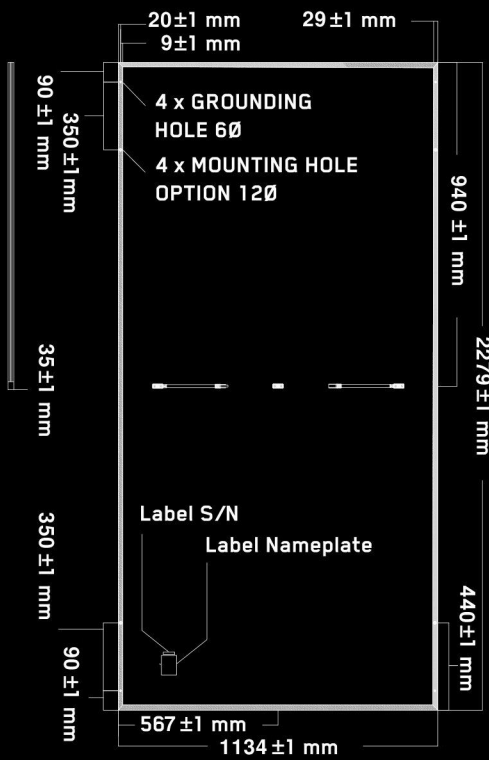 20±1 mm
29±1 mm
9±1 mm
90±1 mm
350±1mm
4 x GROUNDING
HOLE 6Ø
4 x MOUNTING HOLE
OPTION 12Ø
940 ±1 mm
2279±1 mm
35±1 mm
350±1 mm
Label S/N
Label Nameplate
440±1 mm
90±1 mm
567±1 mm
1134±1 mm